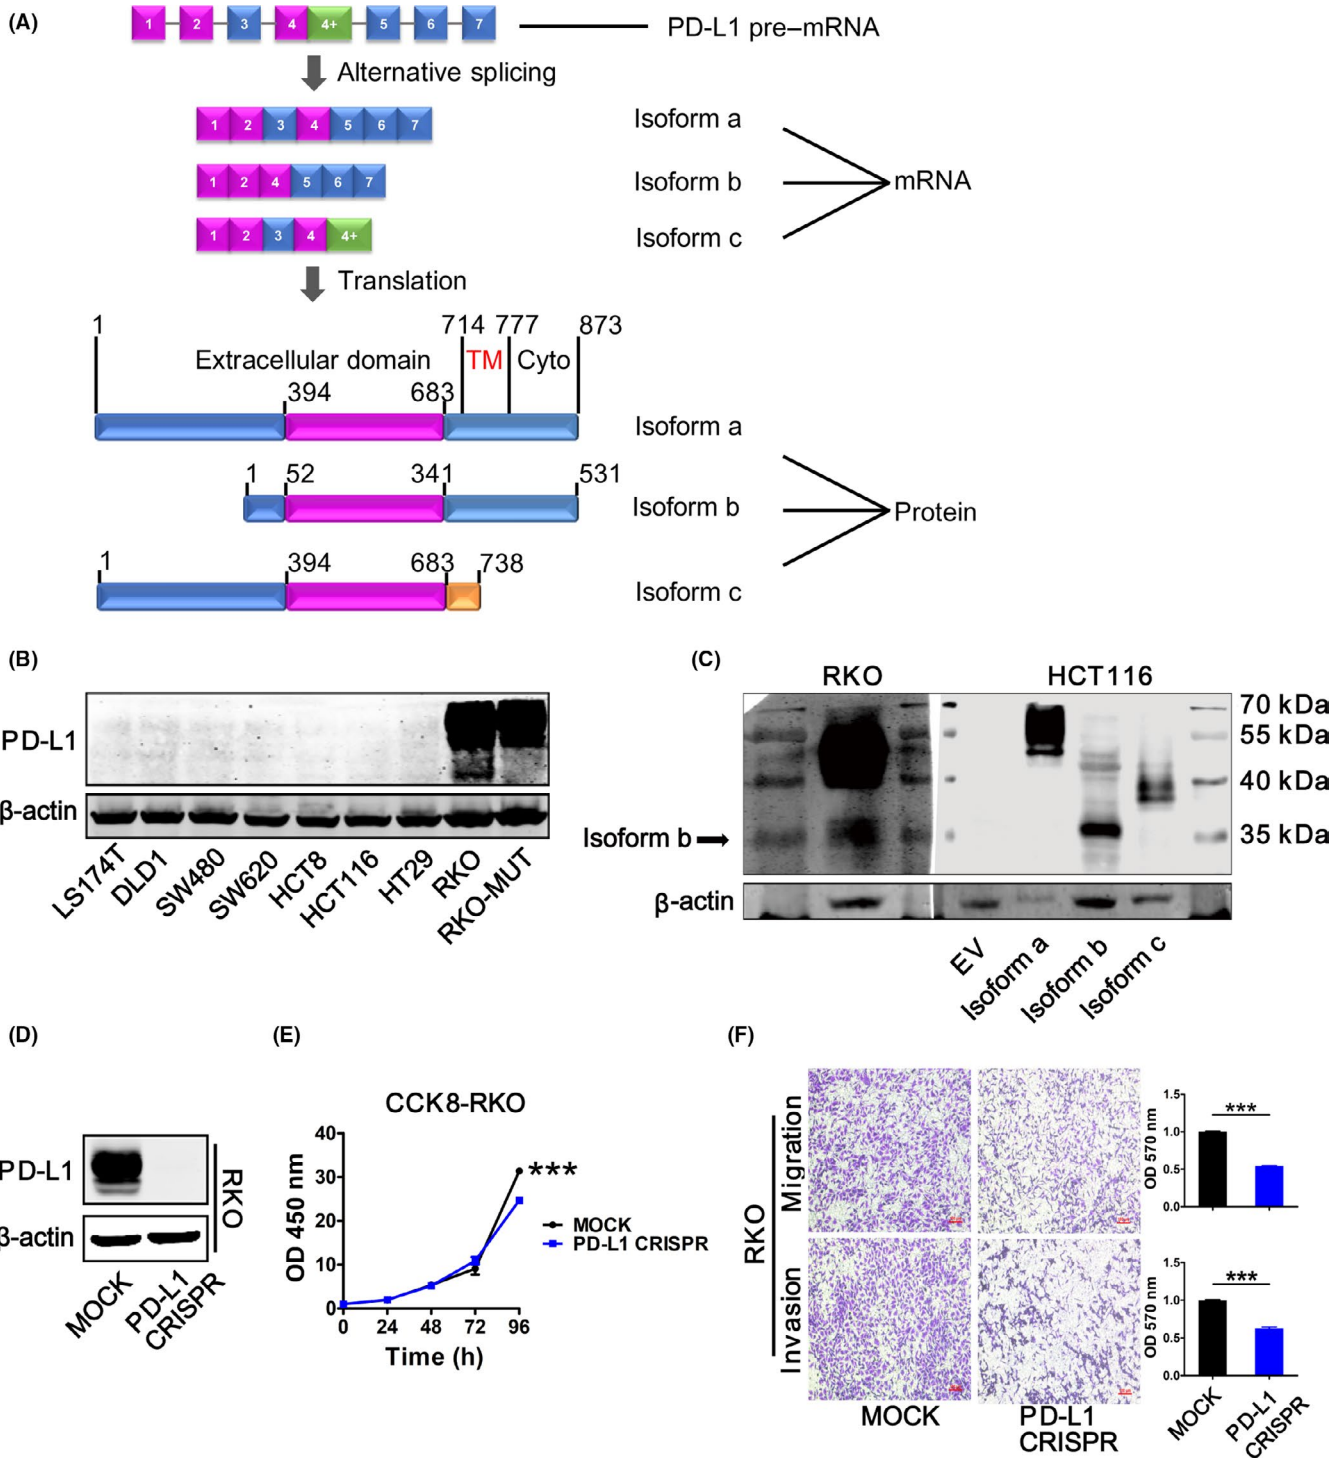 (A)
1 2 3 4 4+ 5 6 7
PD-L1 pre–mRNA
Alternative splicing
1 2 3 4 5 6 7
Isoform a
1 2 4 5 6 7
Isoform b
mRNA
1 2 3 4 4+
Isoform c
Translation
1 714 777 873
Extracellular domain TM Cyto
394 683
Isoform a
1 52 341 531
Isoform b
Protein
1 394 683 738
Isoform c
(B)
PD-L1
β-actin
LS174T
DLD1
SW480
SW620
HCT8
HCT116
HT29
RKO
RKO-MUT
(C)
RKO HCT116
70 kDa
55 kDa
40 kDa
Isoform b
35 kDa
β-actin
EV
Isoform a
Isoform b
Isoform c
(D)
PD-L1
β-actin
RKO
MOCK
PD-L1
CRISPR
(E)
CCK8-RKO
OD 450 nm
40
30
20
10
0
***
MOCK
PD-L1 CRISPR
0 24 48 72 96
Time (h)
(F)
RKO
Migration
Invasion
MOCK
PD-L1
CRISPR
OD 570 nm
1.5
1.0
0.5
0.0
***
OD 570 nm
1.5
1.0
0.5
0.0
***
MOCK
PD-L1
CRISPR